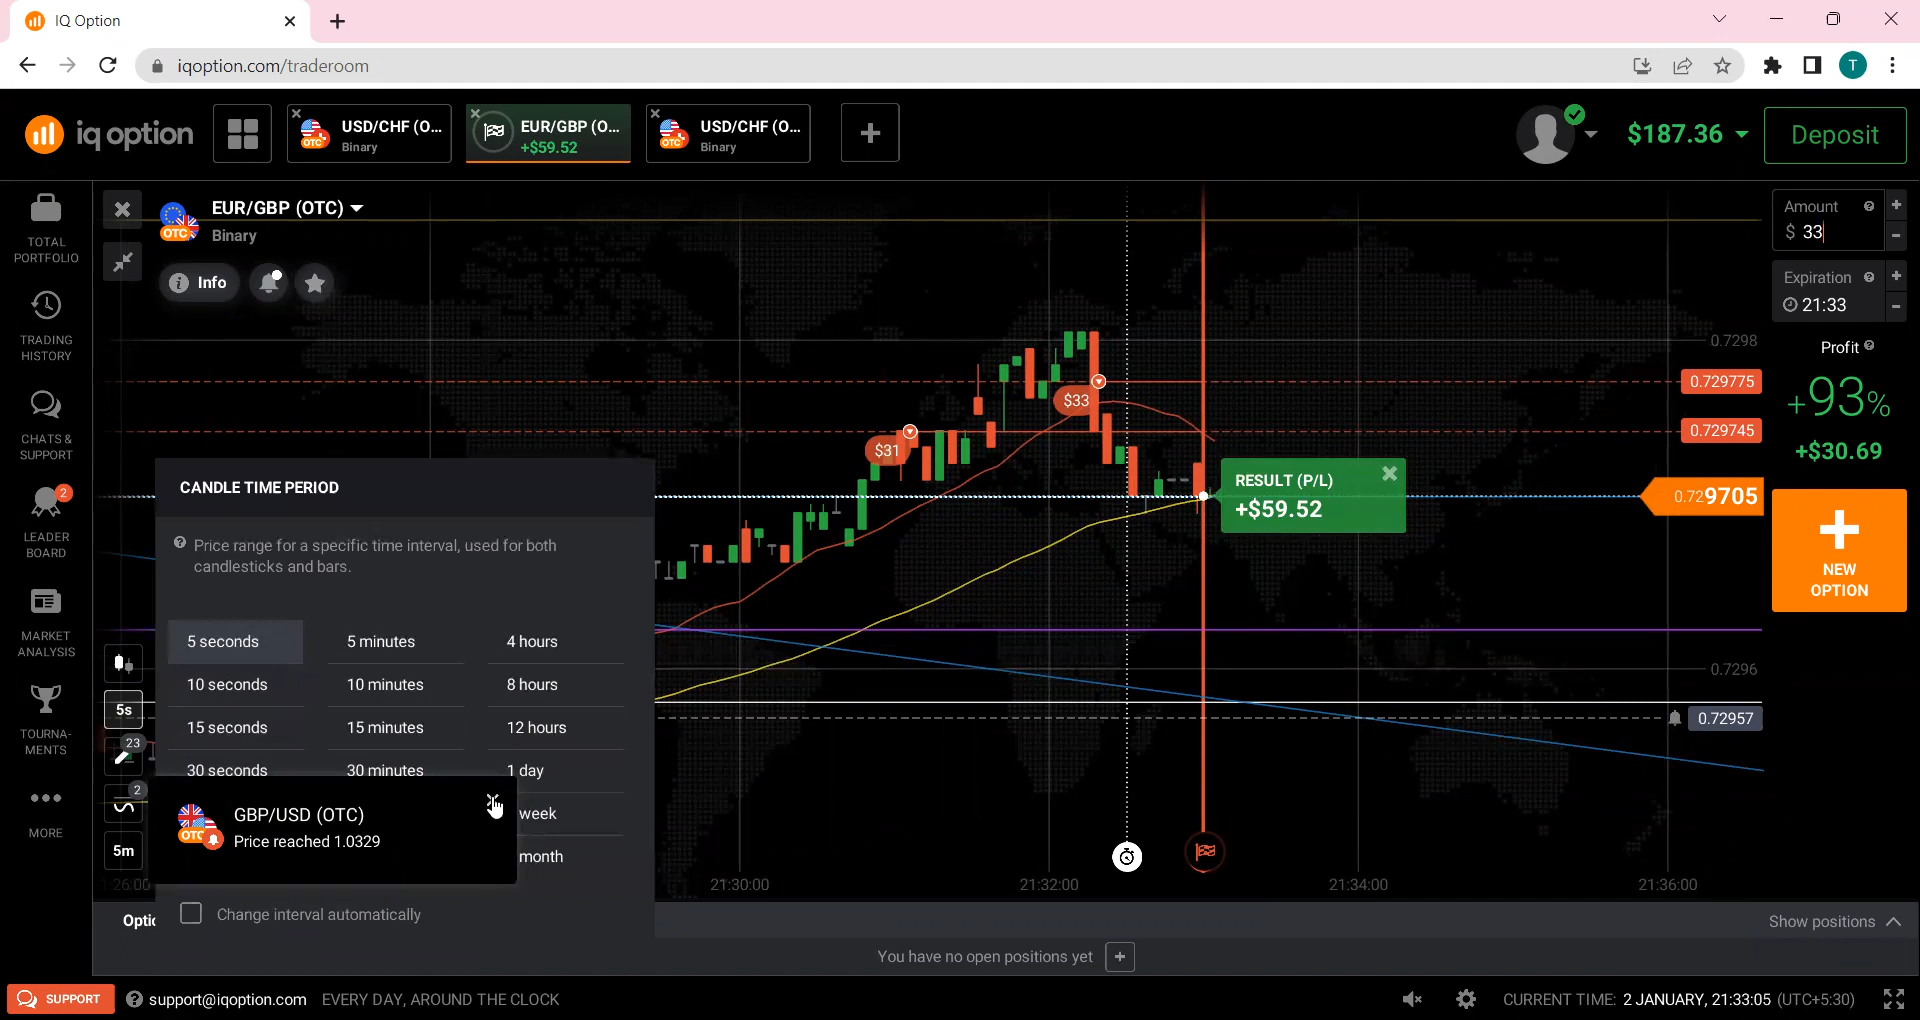 IQ Option
iqoption.com/traderoom
T
iq option
USD/CHF (O...
Binary
EUR/GBP (O...
+$59.52
USD/CHF (O...
Binary
$187.36
Deposit
TOTAL
PORTFOLIO
TRADING
HISTORY
CHATS &
SUPPORT
2
LEADER
BOARD
MARKET
ANALYSIS
TOURNA-
MENTS
MORE
EUR/GBP (OTC)
OTC
Binary
Info
Amount
$ 33
Expiration
21:33
Profit
+93%
+$30.69
NEW
OPTION
0.7298
0.729775
0.729745
0.729705
0.7296
0.72957
$33
$31
RESULT (P/L)
+$59.52
CANDLE TIME PERIOD
Price range for a specific time interval, used for both
candlesticks and bars.
5 seconds 5 minutes 4 hours
10 seconds 10 minutes 8 hours
15 seconds 15 minutes 12 hours
30 seconds 30 minutes 1 day
week
month
5s
23
2
5m
GBP/USD (OTC)
Price reached 1.0329
Change interval automatically
21:30:00
21:32:00
21:34:00
21:36:00
Show positions
You have no open positions yet
SUPPORT
support@iqoption.com EVERY DAY, AROUND THE CLOCK
CURRENT TIME: 2 JANUARY, 21:33:05 (UTC+5:30)